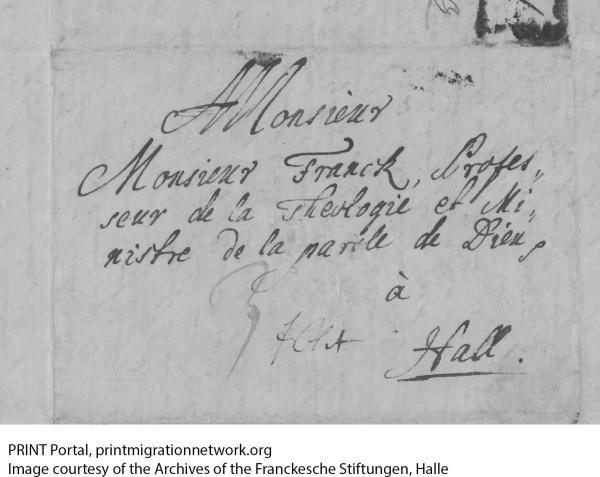 A Monsieur
Monsieur Franck, Profes„
seur de la Theologie et Mi„
nistre de la parole de Dieu,
à
Hall.
PRINT Portal, printmigrationnetwork.org
Image courtesy of the Archives of the Franckesche Stiftungen, Halle